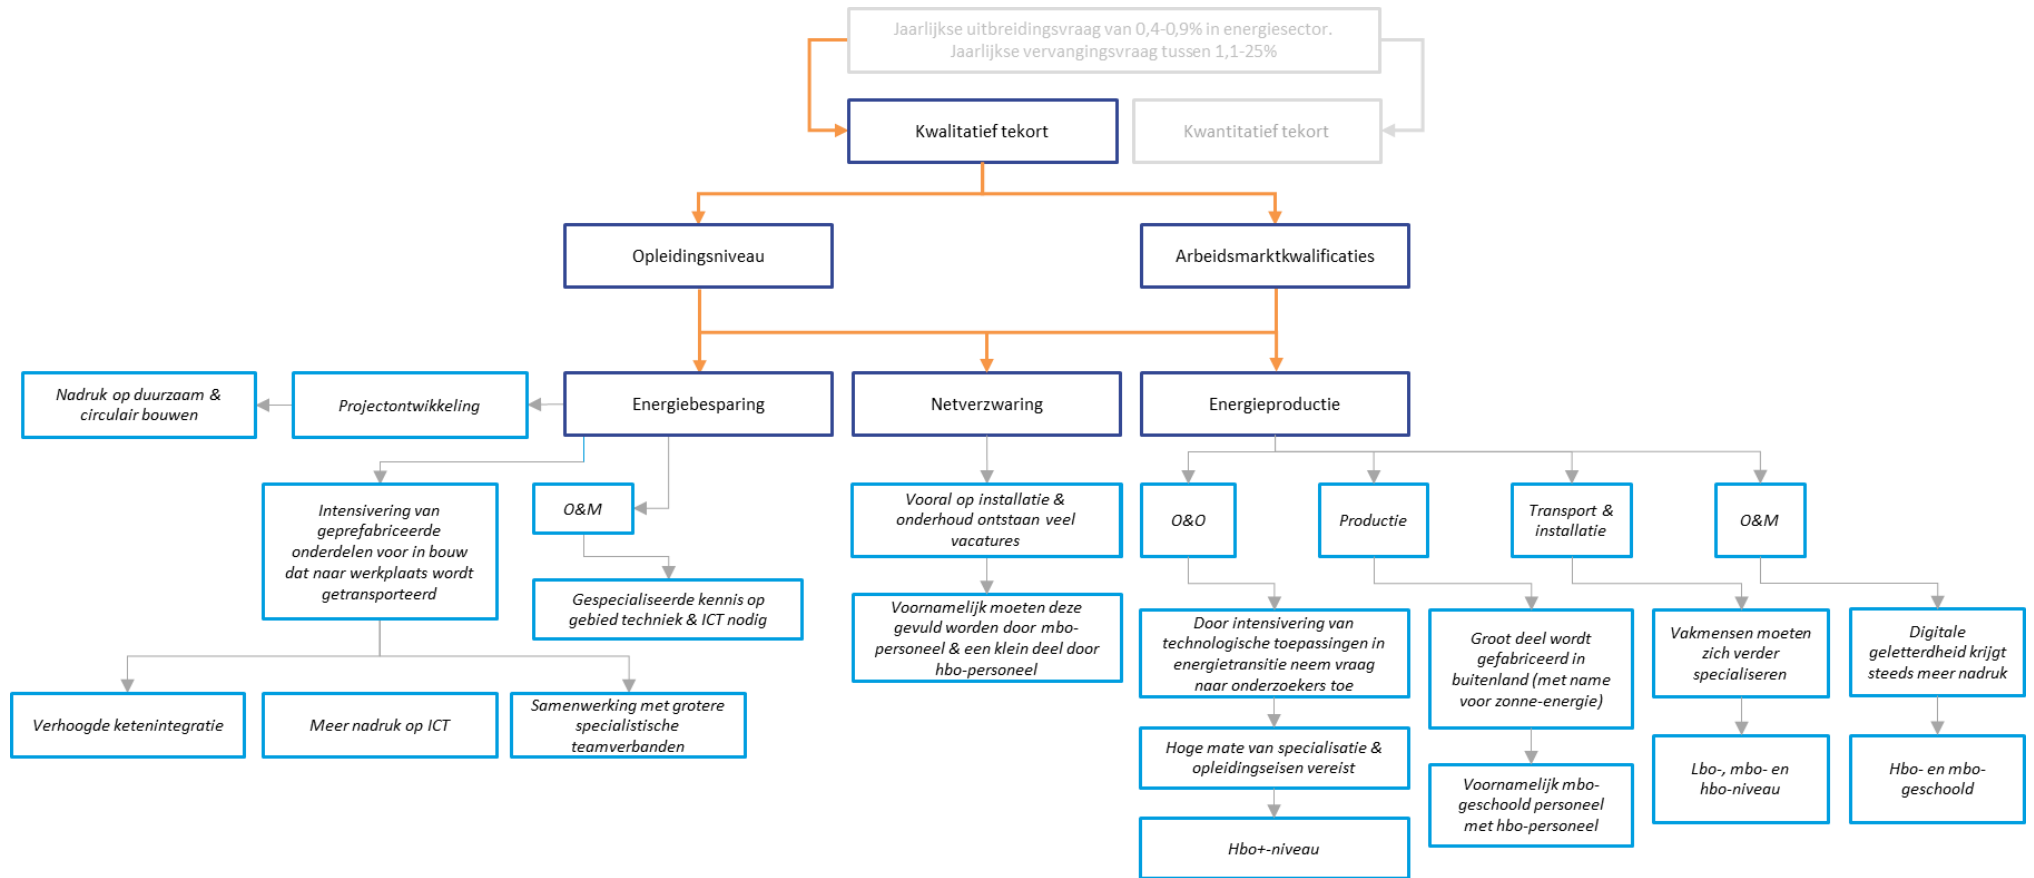 Jaarlijkse uitbreidingsvraag van 0,4-0,9% in energiesector.
Jaarlijkse vervangingsvraag tussen 1,1-25%
Kwalitatief tekort
Kwantitatief tekort
Opleidingsniveau
Arbeidsmarktkwalificaties
Nadruk op duurzaam &
circulair bouwen
Projectontwikkeling
Energiebesparing
Netverzwaring
Energieproductie
Intensivering van
geprefabriceerde
onderdelen voor in bouw
dat naar werkplaats wordt
getransporteerd
O&M
Vooral op installatie &
onderhoud ontstaan veel
vacatures
O&O
Productie
Transport &
installatie
O&M
Gespecialiseerde kennis op
gebied techniek & ICT nodig
Voornamelijk moeten deze
gevuld worden door mbo-
personeel & een klein deel door
hbo-personeel
Door intensivering van
technologische toepassingen in
energietransitie neem vraag
naar onderzoekers toe
Groot deel wordt
gefabriceerd in
buitenland (met name
voor zonne-energie)
Vakmensen moeten
zich verder
specialiseren
Digitale
geletterdheid krijgt
steeds meer nadruk
Verhoogde ketenintegratie
Meer nadruk op ICT
Samenwerking met grotere
specialistische
teamverbanden
Hoge mate van specialisatie &
opleidingseisen vereist
Voornamelijk mbo-
geschoold personeel
met hbo-personeel
Lbo-, mbo- en
hbo-niveau
Hbo- en mbo-
geschoold
Hbo+-niveau